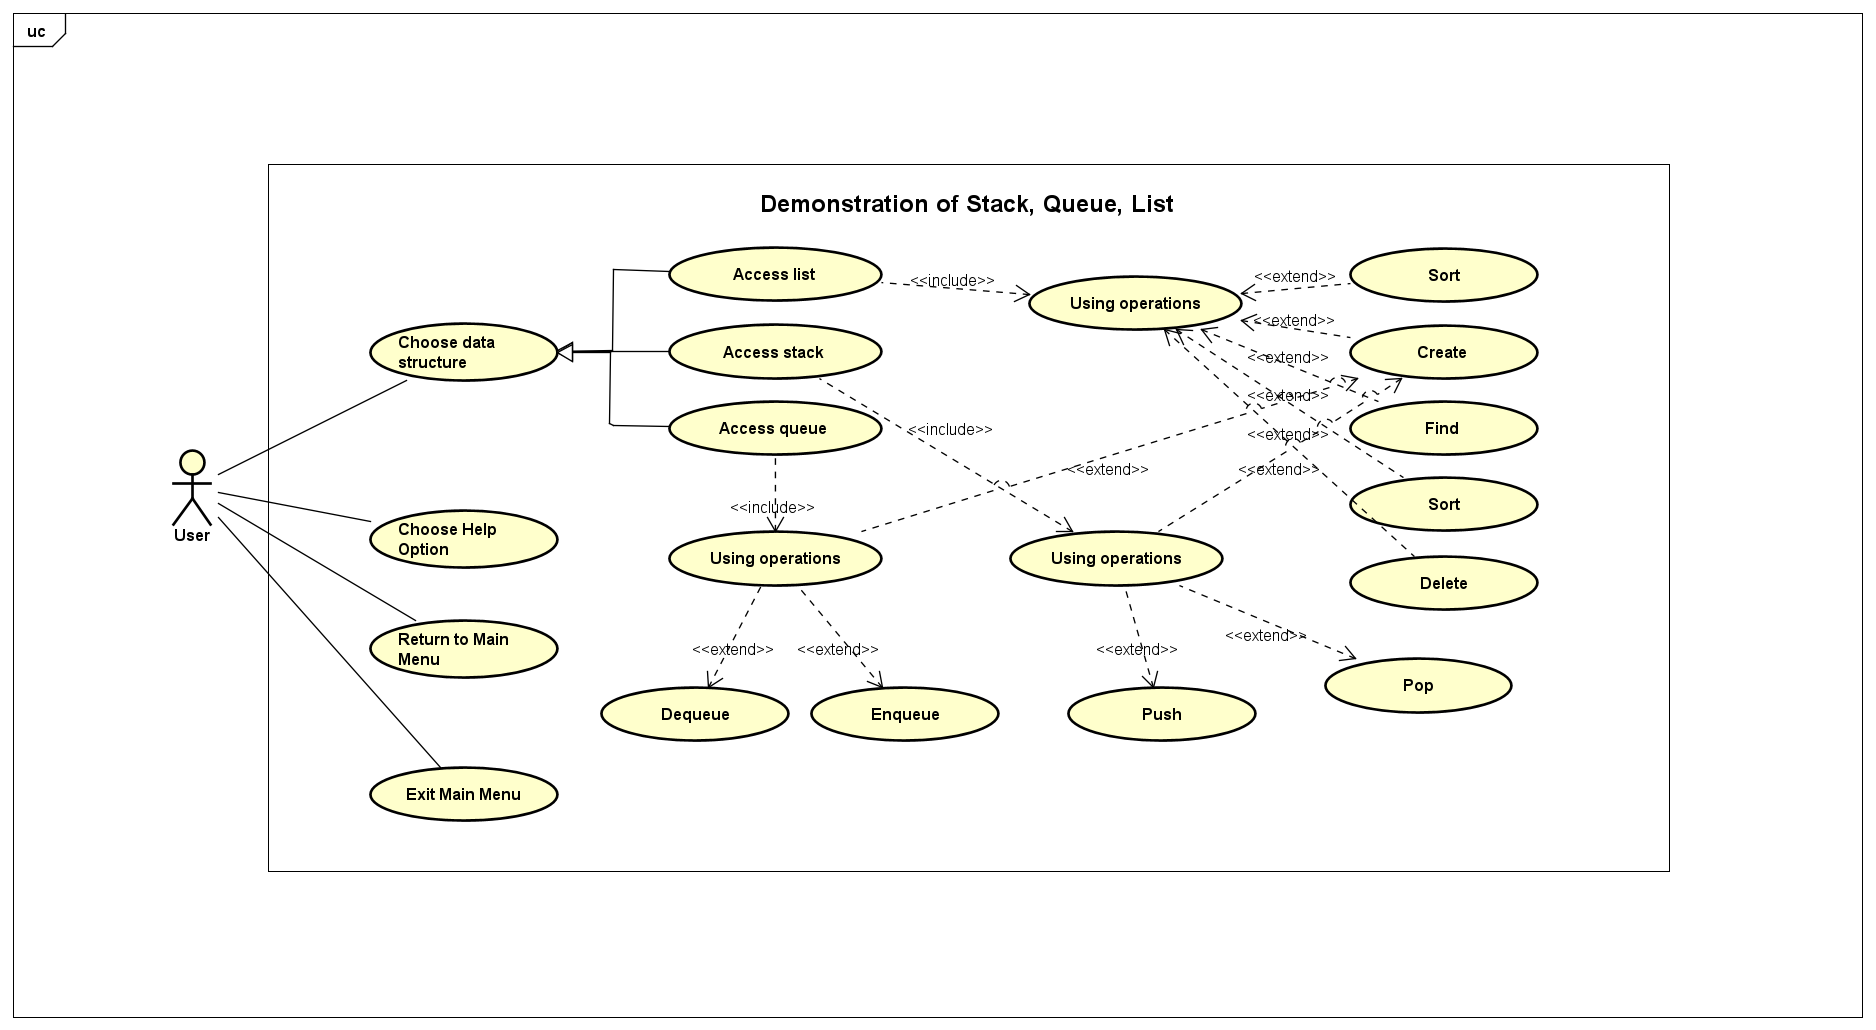 uc
Demonstration of Stack, Queue, List
Access list
<<include>>
Using operations
<<extend>>
Sort
Choose data
structure
Access stack
<<extend>>
Create
<<extend>>
<<extend>>
Access queue
<<include>>
<<extend>>
Find
<<extend>>
<<extend>>
User
<<include>>
Sort
Choose Help
Option
Using operations
Using operations
Delete
Return to Main
Menu
<<extend>>
<<extend>>
<<extend>>
<<extend>>
Pop
Dequeue
Enqueue
Push
Exit Main Menu